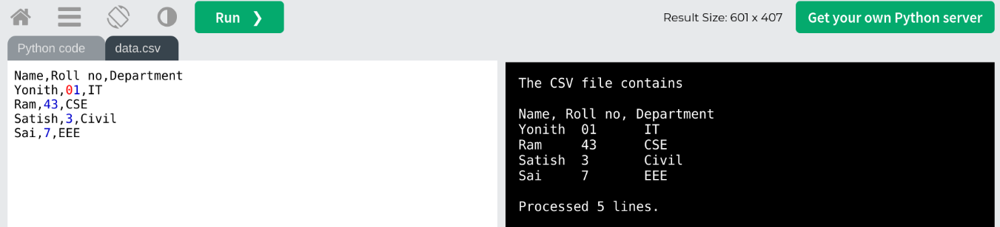 Run ❯
Result Size: 601 x 407
Get your own Python server
Python code
data.csv
Name,Roll no,Department
Yonith,01,IT
Ram,43,CSE
Satish,3,Civil
Sai,7,EEE
The CSV file contains
Name, Roll no, Department
Yonith  01      IT
Ram     43      CSE
Satish  3       Civil
Sai     7       EEE
Processed 5 lines.